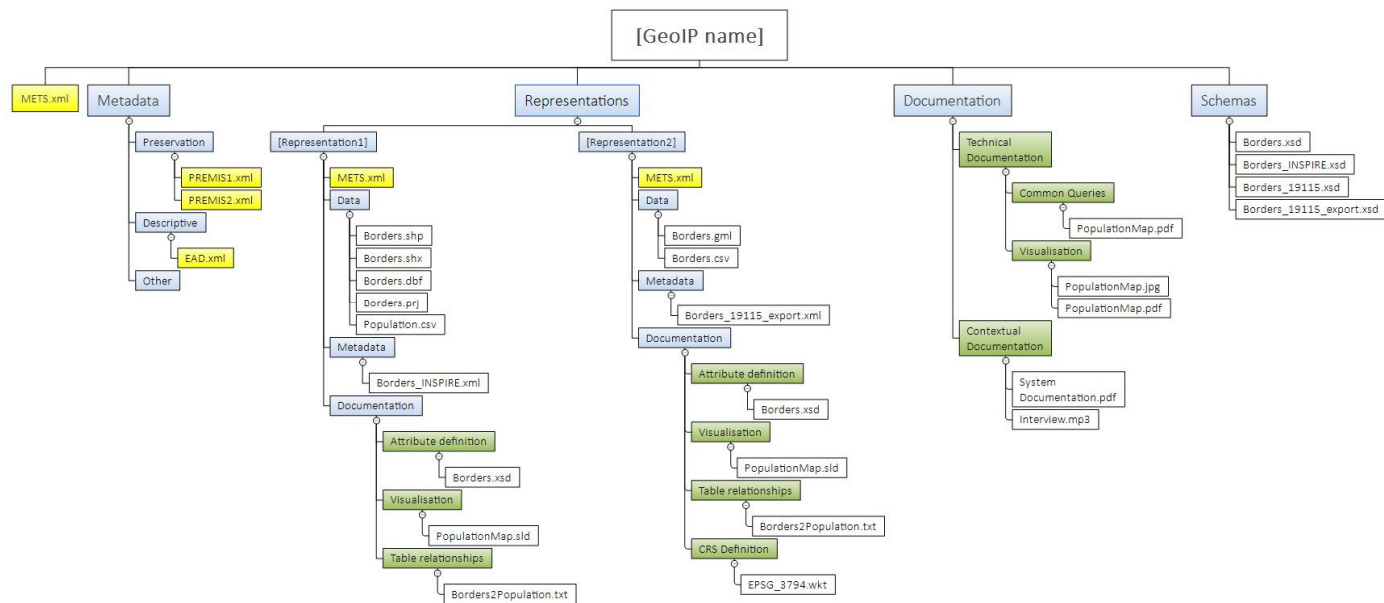 [GeoIP name]
METS.xml
Metadata
Preservation
PREMIS1.xml
PREMIS2.xml
Descriptive
EAD.xml
Other
Representations
[Representation1]
METS.xml
Data
Borders.shp
Borders.shx
Borders.dbf
Borders.prj
Population.csv
Metadata
Borders_INSPIRE.xml
Documentation
Attribute definition
Borders.xsd
Visualisation
PopulationMap.sld
Table relationships
Borders2Population.txt
[Representation2]
METS.xml
Data
Borders.gml
Borders.csv
Metadata
Borders_19115_export.xml
Documentation
Attribute definition
Borders.xsd
Visualisation
PopulationMap.sld
Table relationships
Borders2Population.txt
CRS Definition
EPSG_3794.wkt
Documentation
Technical
Documentation
Common Queries
PopulationMap.pdf
Visualisation
PopulationMap.jpg
PopulationMap.pdf
Contextual
Documentation
System
Documentation.pdf
Interview.mp3
Schemas
Borders.xsd
Borders_INSPIRE.xsd
Borders_19115.xsd
Borders_19115_export.xsd